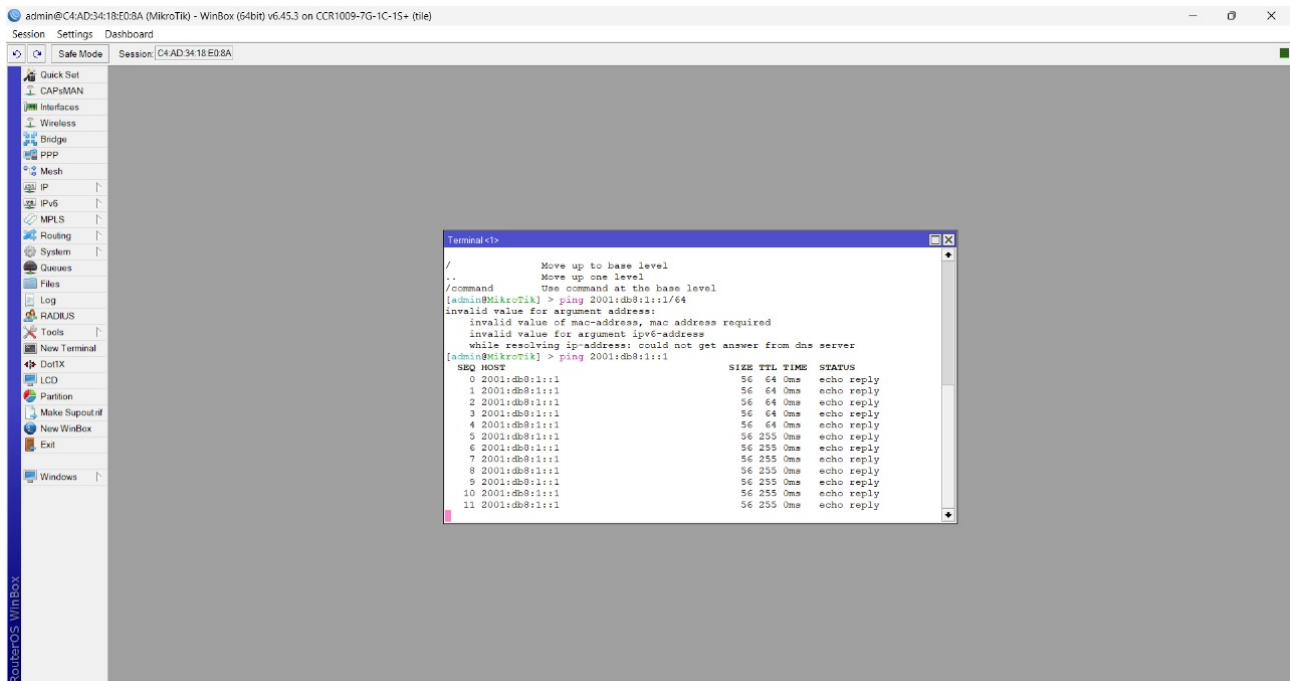 admin@C4:AD:34:18:E0:8A (MikroTik) - WinBox (64bit) v6.45.3 on CCR1009-7G-1C-1S+ (tile)
Session Settings Dashboard
Safe Mode Session: C4:AD:34:18:E0:8A
Quick Set
CAPsMAN
Interfaces
Wireless
Bridge
PPP
Mesh
IP
IPv6
MPLS
Routing
System
Queues
Files
Log
RADIUS
Tools
New Terminal
Dot1X
LCD
Partition
Make Supout.rif
New WinBox
Exit
Windows
RouterOS WinBox
Terminal <1>
/ Move up to base level
.. Move up one level
/command Use command at the base level
[admin@MikroTik] > ping 2001:db8:1::1/64
invalid value for argument address:
invalid value of mac-address, mac address required
invalid value for argument ipv6-address
while resolving ip-address: could not get answer from dns server
[admin@MikroTik] > ping 2001:db8:1::1
SEQ HOST SIZE TTL TIME STATUS
0 2001:db8:1::1 56 64 0ms echo reply
1 2001:db8:1::1 56 64 0ms echo reply
2 2001:db8:1::1 56 64 0ms echo reply
3 2001:db8:1::1 56 64 0ms echo reply
4 2001:db8:1::1 56 64 0ms echo reply
5 2001:db8:1::1 56 255 0ms echo reply
6 2001:db8:1::1 56 255 0ms echo reply
7 2001:db8:1::1 56 255 0ms echo reply
8 2001:db8:1::1 56 255 0ms echo reply
9 2001:db8:1::1 56 255 0ms echo reply
10 2001:db8:1::1 56 255 0ms echo reply
11 2001:db8:1::1 56 255 0ms echo reply